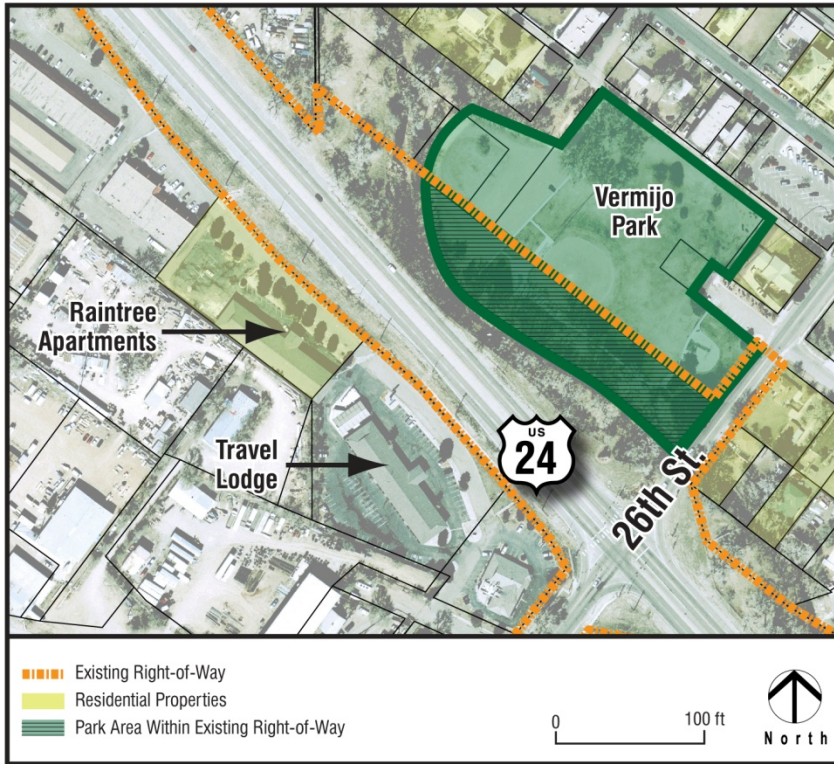 Vermijo
Park
Raintree
Apartments
Travel
Lodge
US
24
26th St.
Existing Right-of-Way
Residential Properties
Park Area Within Existing Right-of-Way
0
100 ft
North